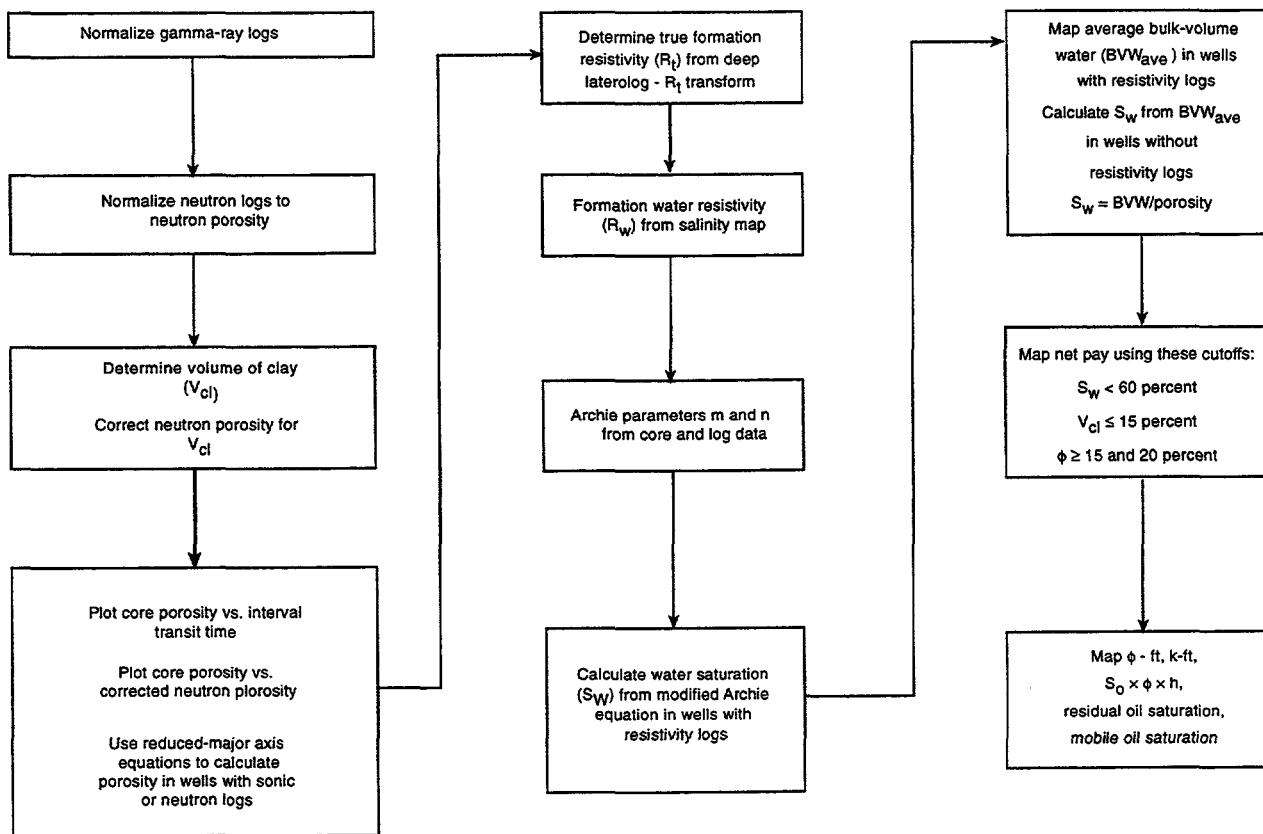 Normalize gamma-ray logs
Normalize neutron logs to
neutron porosity
Determine volume of clay
(Vcl)
Correct neutron porosity for
Vcl
Plot core porosity vs. interval
transit time
Plot core porosity vs.
corrected neutron plorosity
Use reduced-major axis
equations to calculate
porosity in wells with sonic
or neutron logs
Determine true formation
resistivity (Rt) from deep
laterolog - Rt transform
Formation water resistivity
(Rw) from salinity map
Archie parameters m and n
from core and log data
Calculate water saturation
(SW) from modified Archie
equation in wells with
resistivity logs
Map average bulk-volume
water (BVWave) in wells
with resistivity logs
Calculate Sw from BVWave
in wells without
resistivity logs
Sw = BVW/porosity
Map net pay using these cutoffs:
Sw < 60 percent
Vcl ≤ 15 percent
ϕ ≥ 15 and 20 percent
Map ϕ - ft, k-ft,
So × ϕ × h,
residual oil saturation,
mobile oil saturation